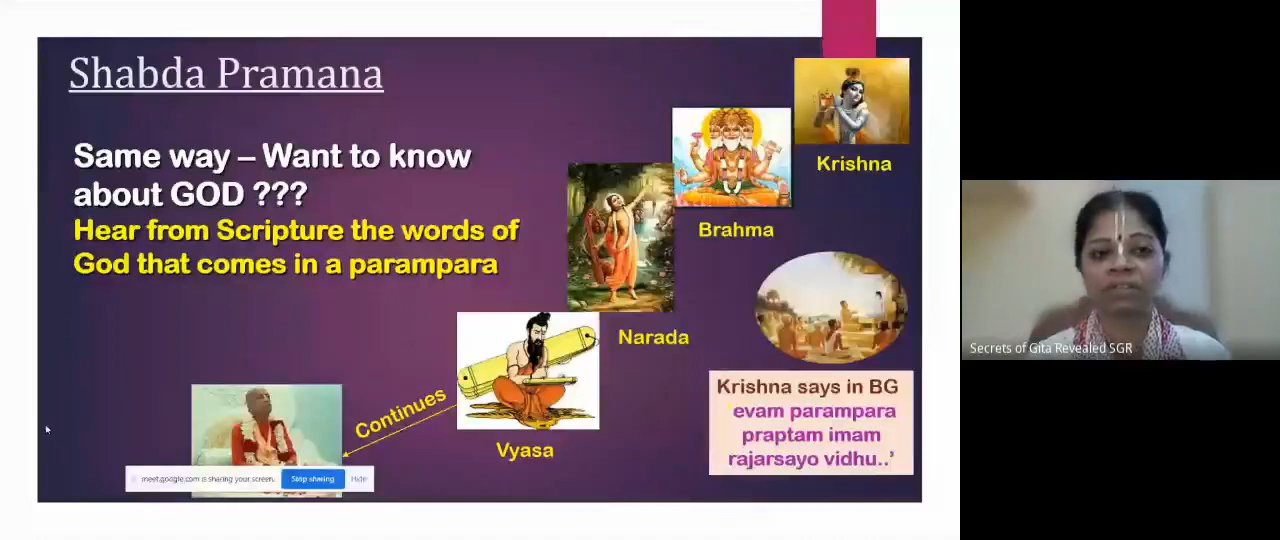 Shabda Pramana
Same way – Want to know
about GOD ???
Hear from Scripture the words of
God that comes in a parampara
Krishna
Brahma
Narada
Vyasa
Continues
Krishna says in BG
evam parampara
praptam imam
rajarsayo vidhu..’
meet.google.com is sharing your screen.
Stop sharing
Hide
Secrets of Gita Revealed SGR